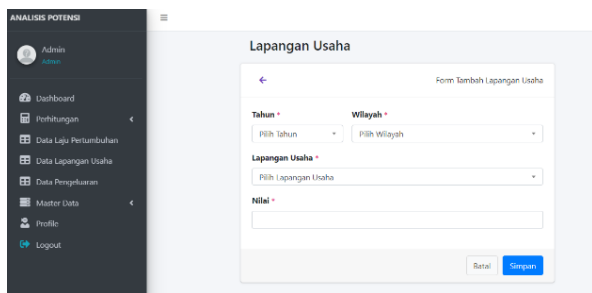 ANALISIS POTENSI
Admin
Admin
Dashboard
Perhitungan
Data Laju Pertumbuhan
Data Lapangan Usaha
Data Pengeluaran
Master Data
Profile
Logout
Lapangan Usaha
Form Tambah Lapangan Usaha
Tahun * Wilayah *
Pilih Tahun Pilih Wilayah
Lapangan Usaha *
Pilih Lapangan Usaha
Nilai *
Batal Simpan